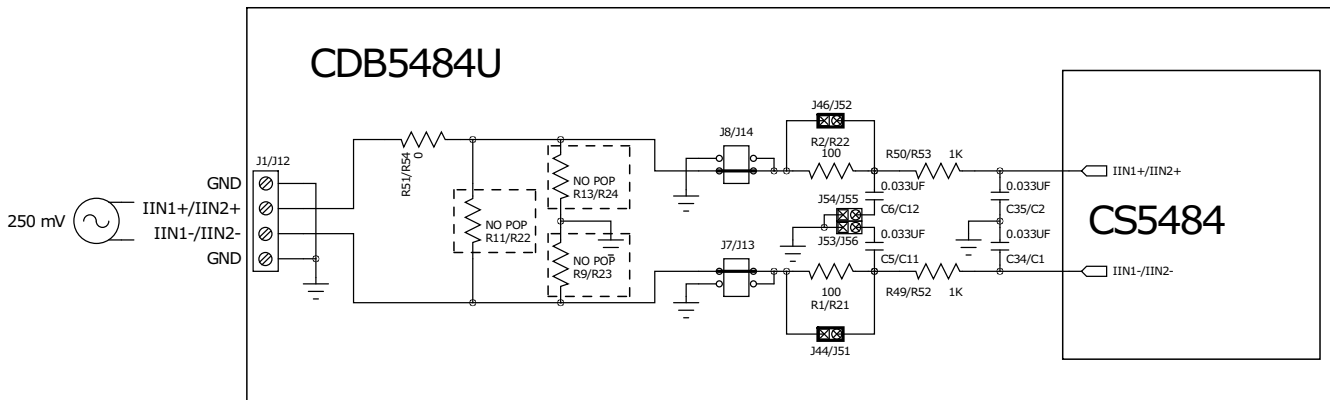 CDB5484U
J1/J12
GND
IIN1+/IIN2+
IIN1-/IIN2-
GND
250 mV
R51/R54
0
NO POP
R11/R22
NO POP
R13/R24
NO POP
R9/R23
J8/J14
J7/J13
J46/J52
R2/R22
100
R50/R53 1K
0.033UF
C6/C12
J54/J55
J53/J56
0.033UF
C5/C11
100
R1/R21
R49/R52 1K
J44/J51
0.033UF
C35/C2
0.033UF
C34/C1
IIN1+/IIN2+
CS5484
IIN1-/IIN2-